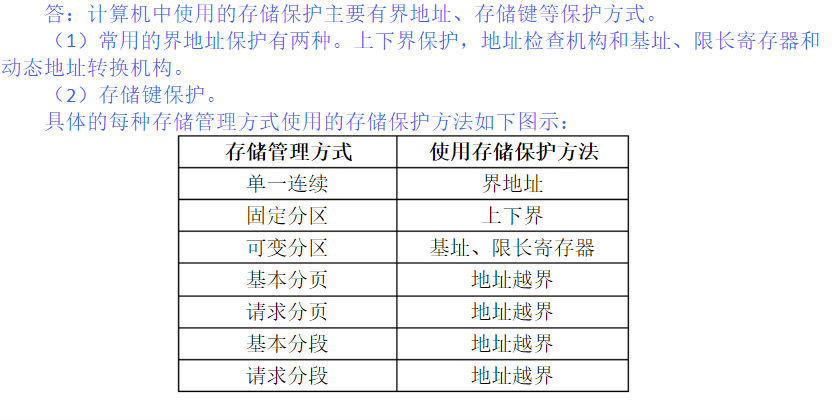 答：计算机中使用的存储保护主要有界地址、存储键等保护方式。
（1）常用的界地址保护有两种。上下界保护，地址检查机构和基址、限长寄存器和
动态地址转换机构。
（2）存储键保护。
具体的每种存储管理方式使用的存储保护方法如下图示：
存储管理方式 使用存储保护方法
单一连续 界地址
固定分区 上下界
可变分区 基址、限长寄存器
基本分页 地址越界
请求分页 地址越界
基本分段 地址越界
请求分段 地址越界